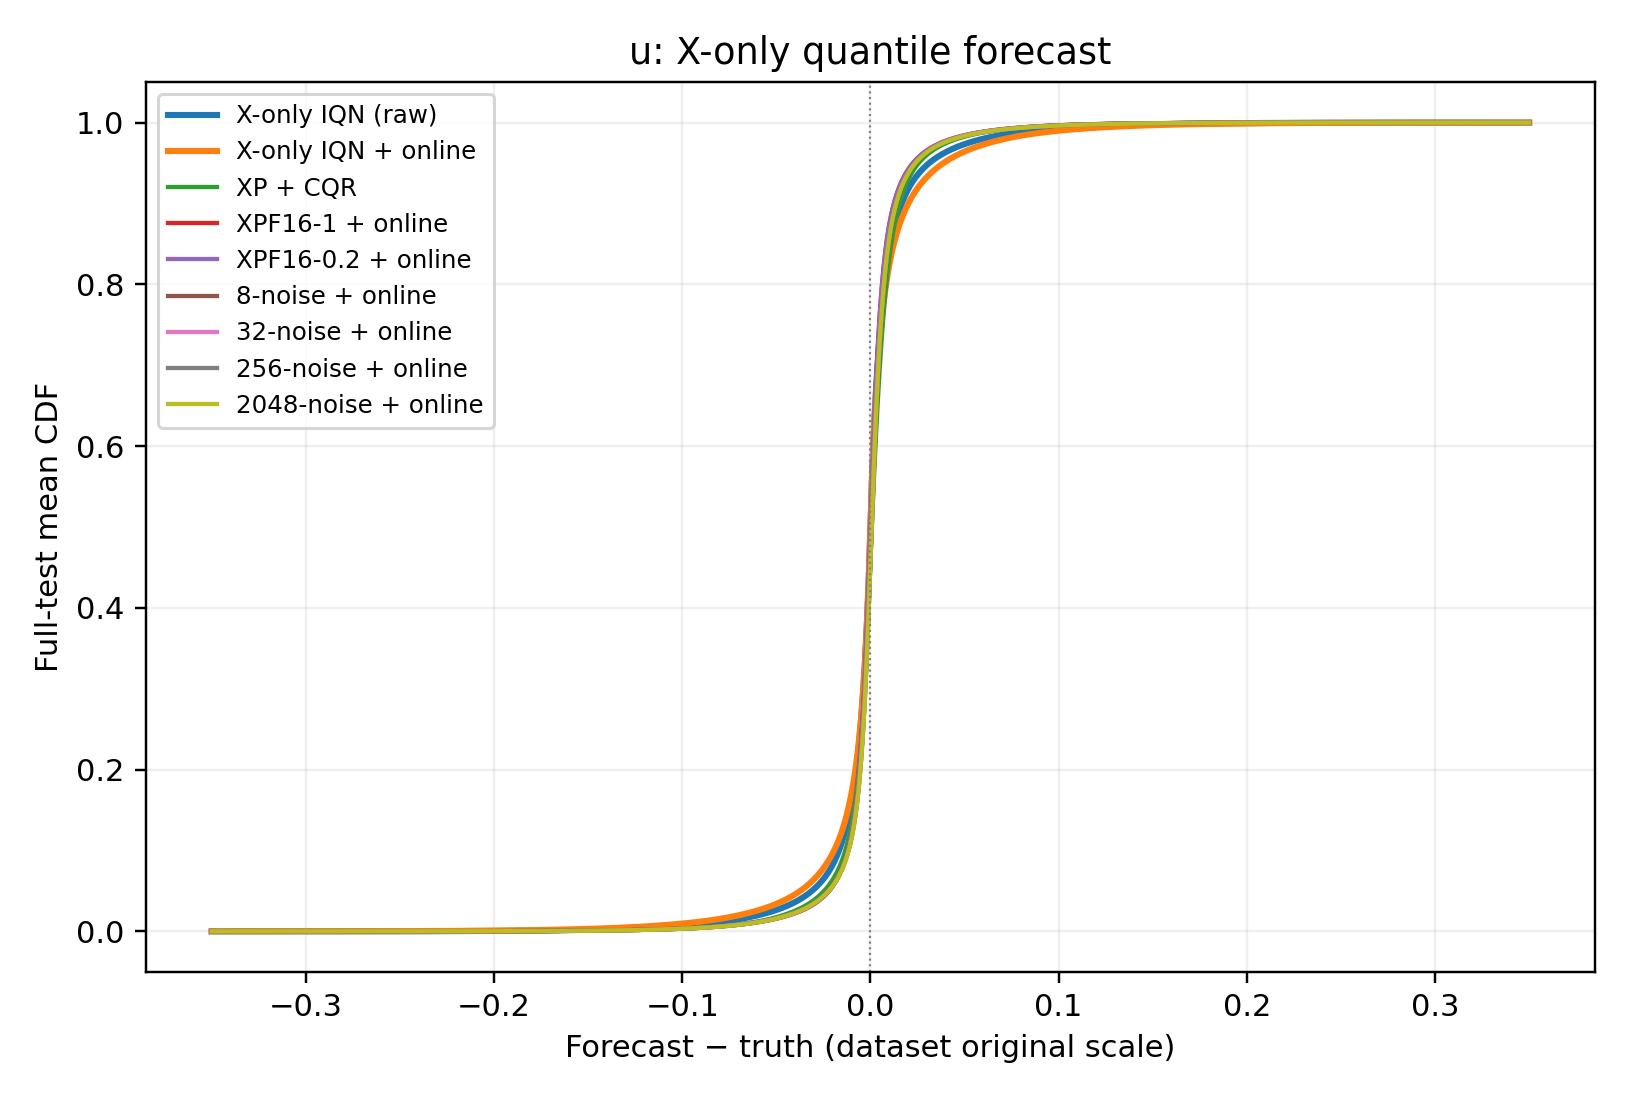 u: X-only quantile forecast
X-only IQN (raw)
X-only IQN + online
XP + CQR
XPF16-1 + online
XPF16-0.2 + online
8-noise + online
32-noise + online
256-noise + online
2048-noise + online
Full-test mean CDF
1.0
0.8
0.6
0.4
0.2
0.0
−0.3 −0.2 −0.1 0.0 0.1 0.2 0.3
Forecast − truth (dataset original scale)